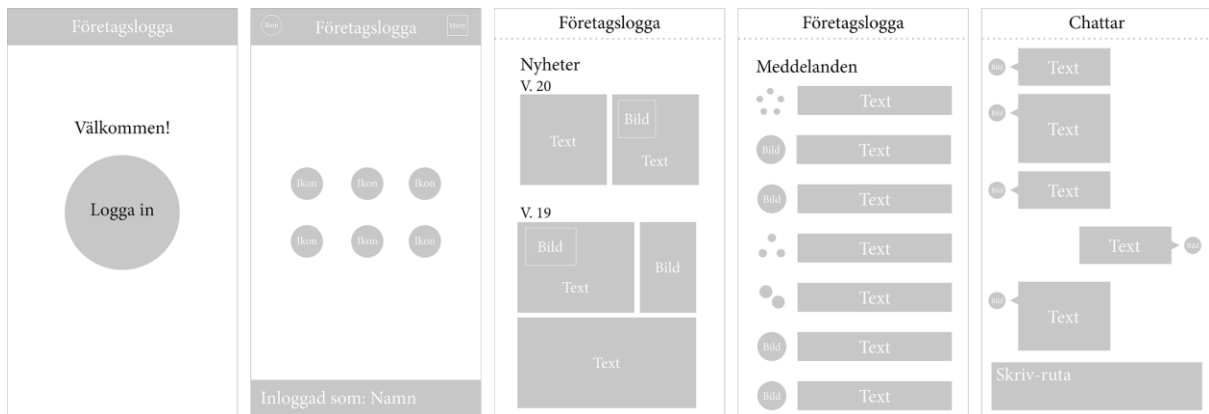 Företagslogga
Välkommen!
Logga in
Ikon
Företagslogga
Meny
Ikon
Ikon
Ikon
Ikon
Ikon
Ikon
Inloggad som: Namn
Företagslogga
Nyheter
V. 20
Text
Bild
Text
V. 19
Bild
Text
Bild
Text
Företagslogga
Meddelanden
Text
Bild
Text
Bild
Text
Text
Text
Bild
Text
Bild
Text
Chattar
Bild
Text
Bild
Text
Bild
Text
Text
Bild
Bild
Text
Skriv-ruta